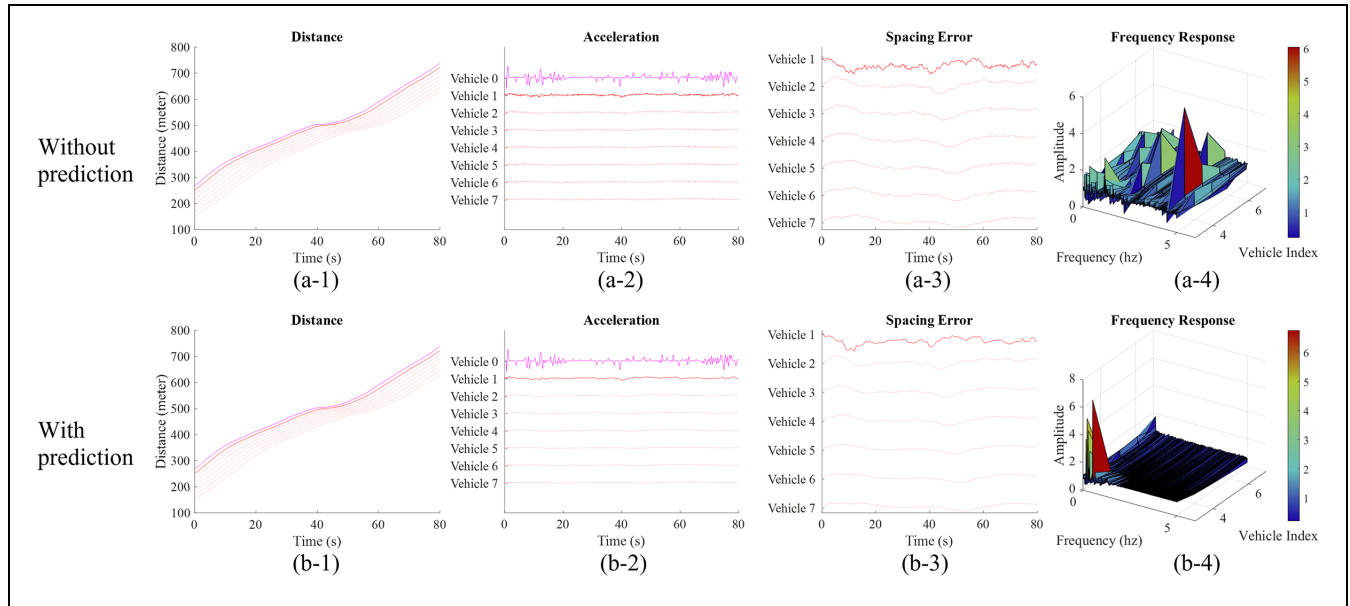 Without
prediction
Distance
Distance (meter)
800
700
600
500
400
300
200
100
0
20
40
60
80
Time (s)
(a-1)
Acceleration
Vehicle 0
Vehicle 1
Vehicle 2
Vehicle 3
Vehicle 4
Vehicle 5
Vehicle 6
Vehicle 7
0
20
40
60
80
Time (s)
(a-2)
Spacing Error
Vehicle 1
Vehicle 2
Vehicle 3
Vehicle 4
Vehicle 5
Vehicle 6
Vehicle 7
0
20
40
60
80
Time (s)
(a-3)
Frequency Response
Amplitude
6
4
2
0
0
5
Frequency (hz)
4
6
Vehicle Index
6
5
4
3
2
1
(a-4)
With
prediction
Distance
Distance (meter)
800
700
600
500
400
300
200
100
0
20
40
60
80
Time (s)
(b-1)
Acceleration
Vehicle 0
Vehicle 1
Vehicle 2
Vehicle 3
Vehicle 4
Vehicle 5
Vehicle 6
Vehicle 7
0
20
40
60
80
Time (s)
(b-2)
Spacing Error
Vehicle 1
Vehicle 2
Vehicle 3
Vehicle 4
Vehicle 5
Vehicle 6
Vehicle 7
0
20
40
60
80
Time (s)
(b-3)
Frequency Response
Amplitude
8
6
4
2
0
0
5
Frequency (hz)
4
6
Vehicle Index
6
5
4
3
2
1
(b-4)